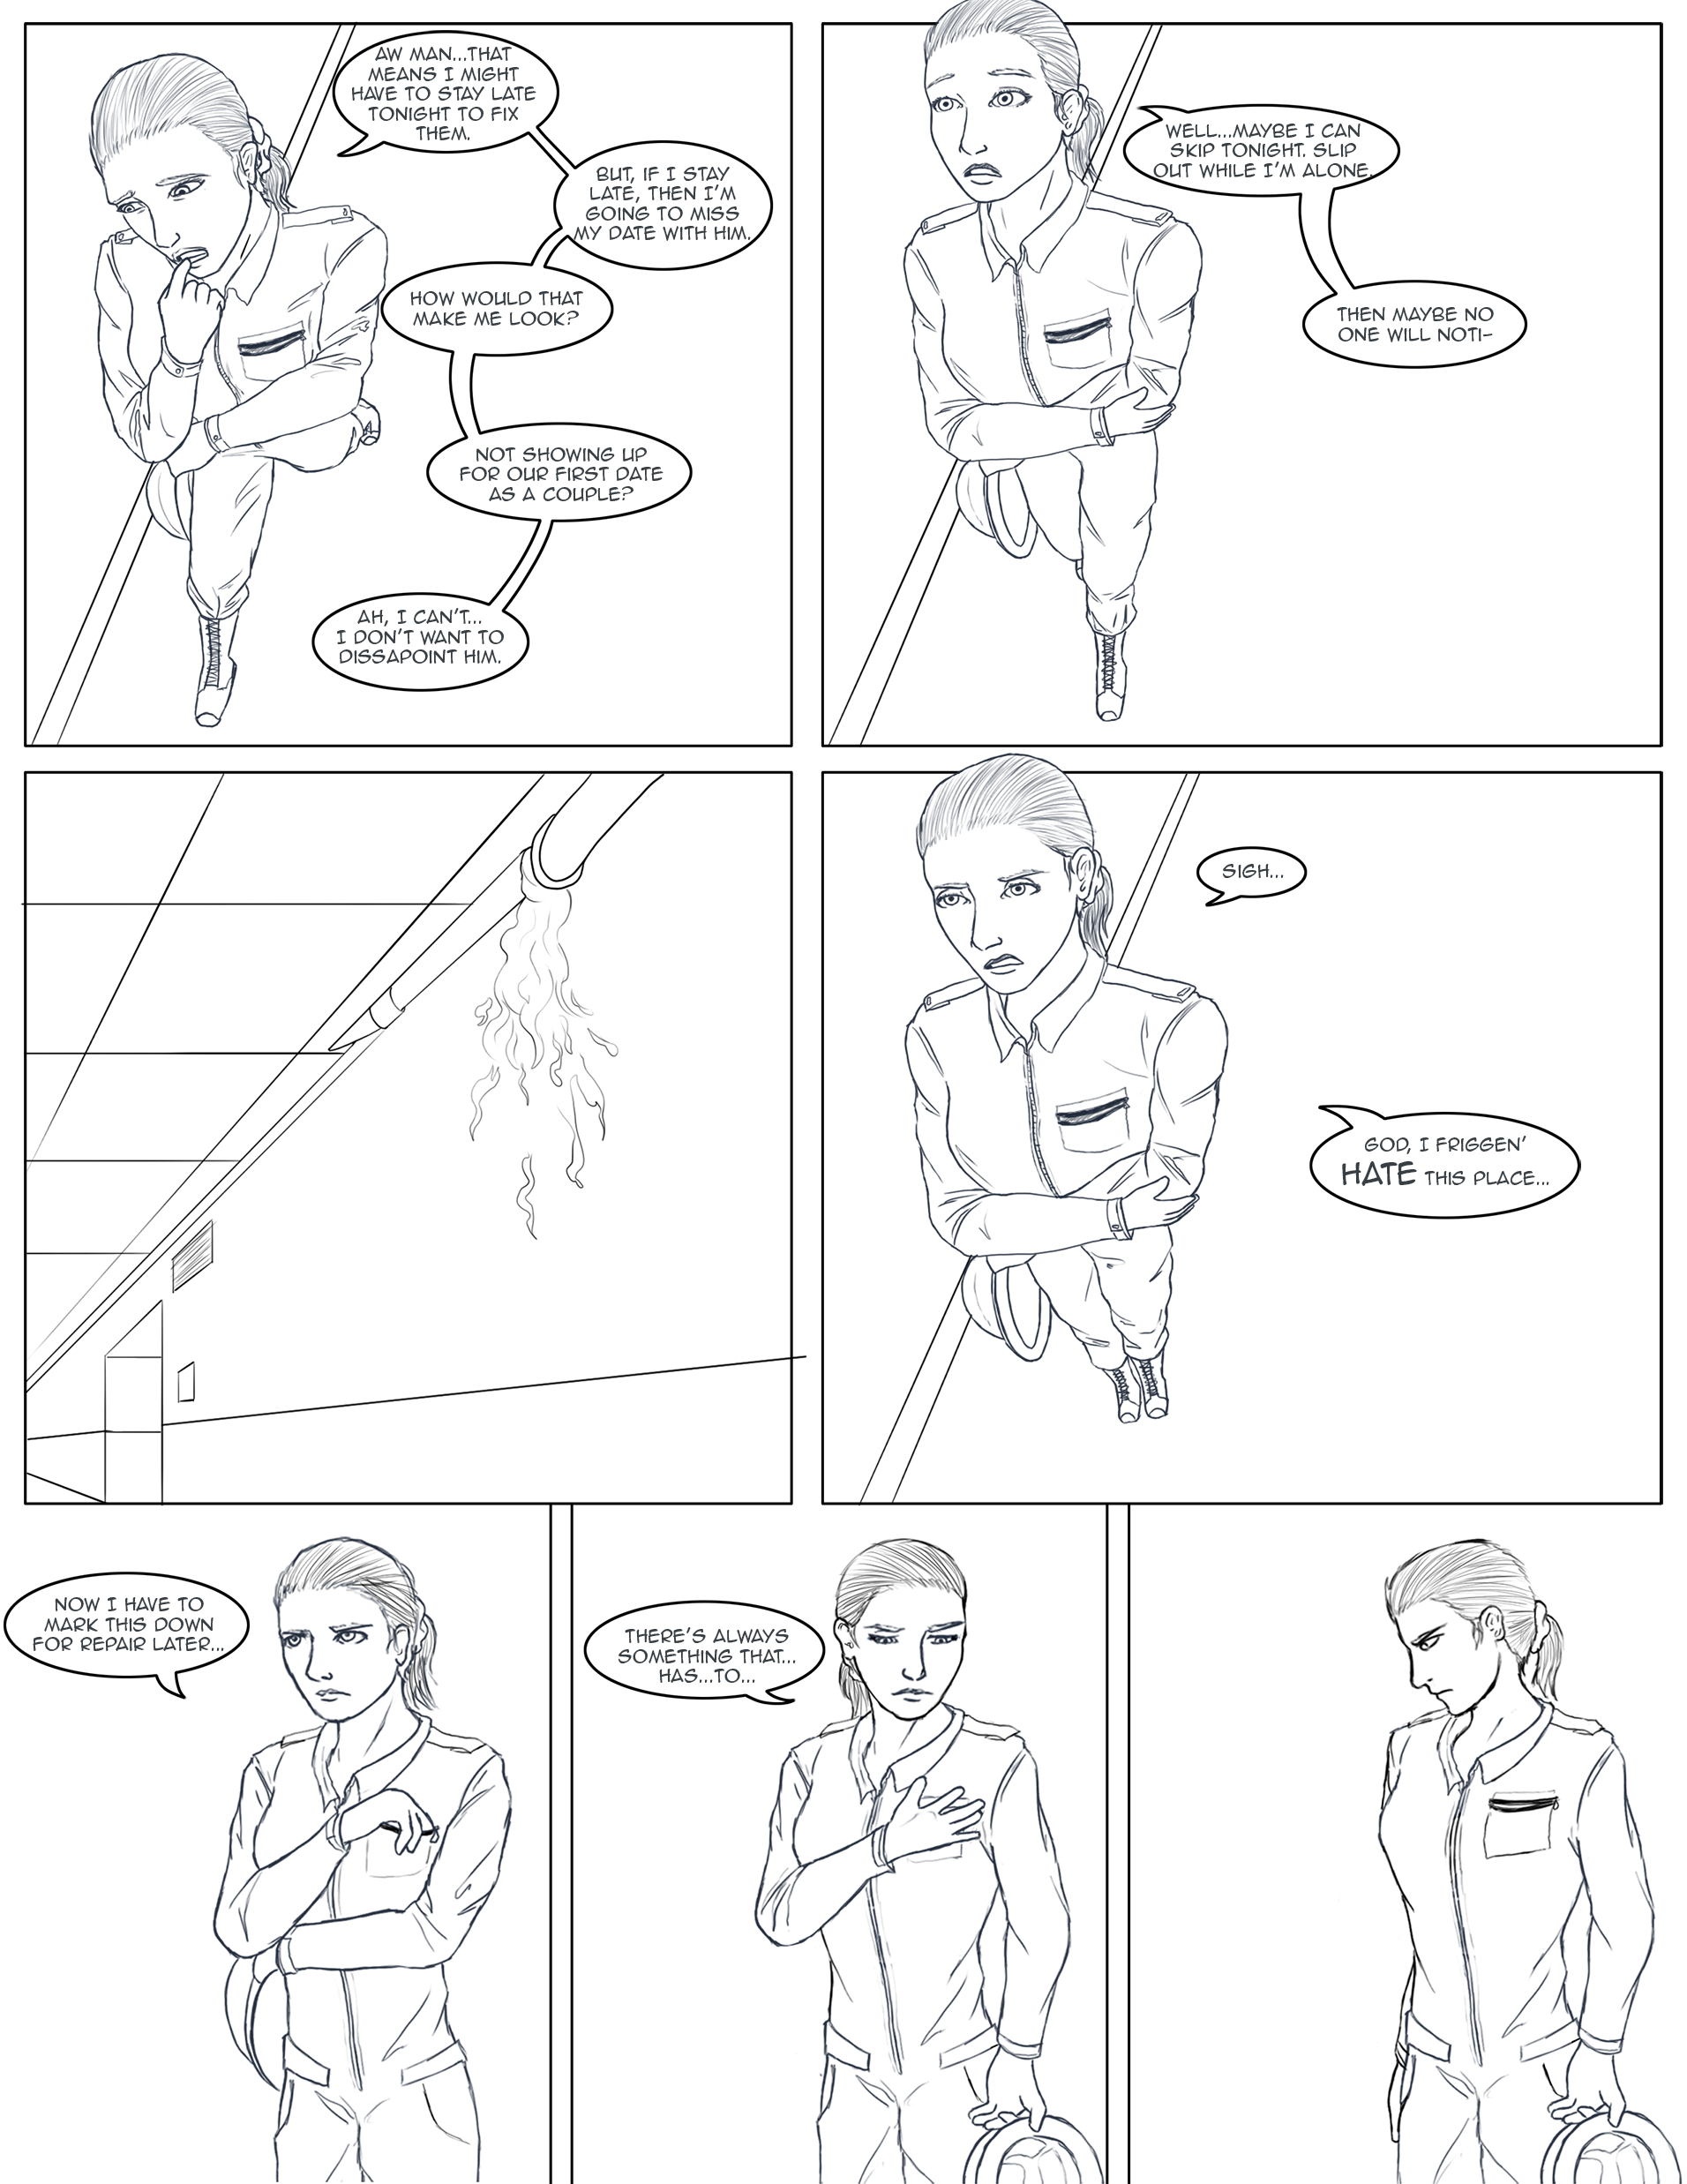 AW MAN...THAT
MEANS I MIGHT
HAVE TO STAY LATE
TONIGHT TO FIX
THEM.
BUT, IF I STAY
LATE, THEN I'M
GOING TO MISS
MY DATE WITH HIM.
HOW WOULD THAT
MAKE ME LOOK?
NOT SHOWING UP
FOR OUR FIRST DATE
AS A COUPLE?
AH, I CAN'T...
I DON'T WANT TO
DISSAPOINT HIM.
WELL...MAYBE I CAN
SKIP TONIGHT. SLIP
OUT WHILE I'M ALONE.
THEN MAYBE NO
ONE WILL NOTI-
SIGH...
GOD, I FRIGGEN'
HATE THIS PLACE...
NOW I HAVE TO
MARK THIS DOWN
FOR REPAIR LATER...
THERE'S ALWAYS
SOMETHING THAT...
HAS...TO...